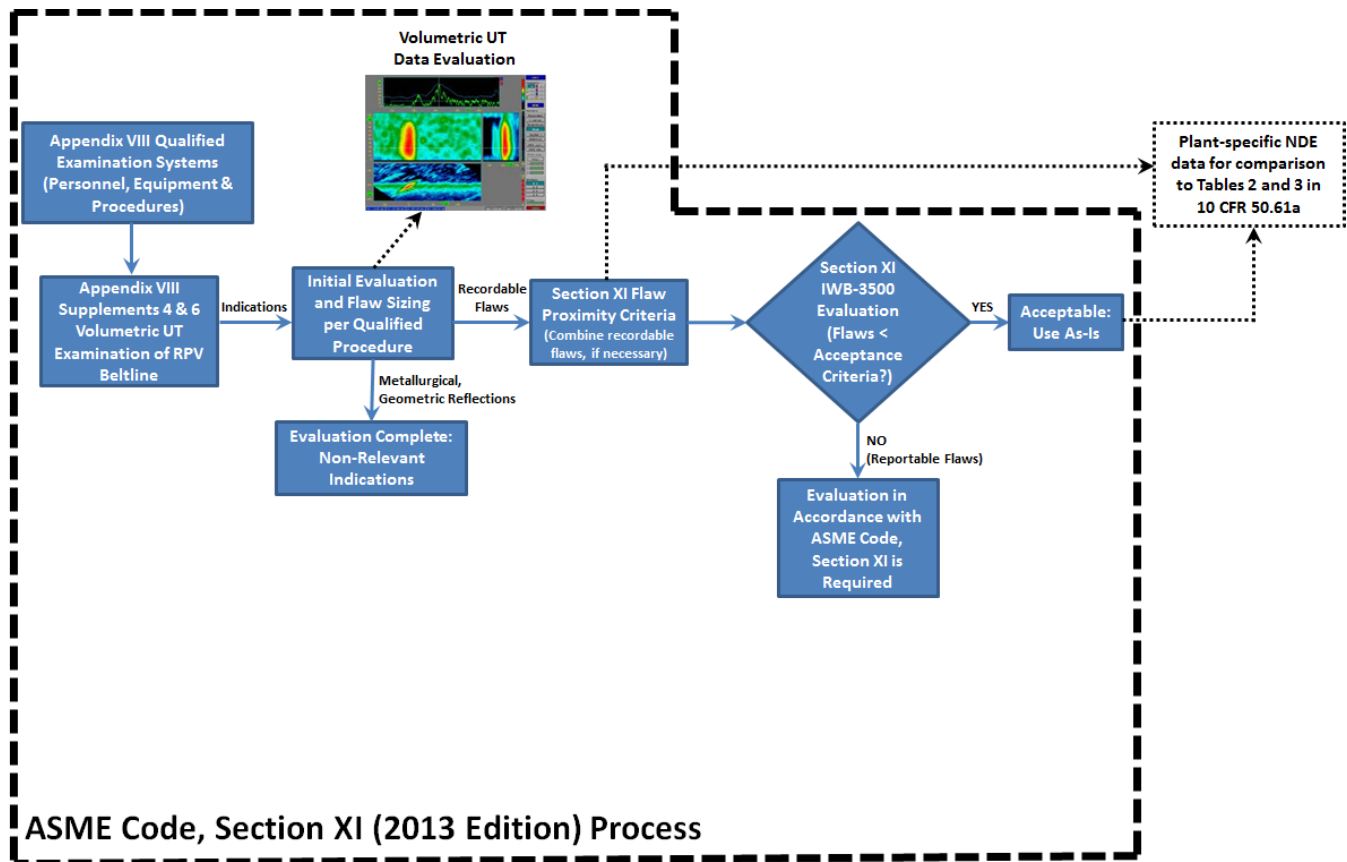 Volumetric UT
Data Evaluation
Appendix VIII Qualified
Examination Systems
(Personnel, Equipment &
Procedures)
Plant-specific NDE
data for comparison
to Tables 2 and 3 in
10 CFR 50.61a
Appendix VIII
Supplements 4 & 6
Volumetric UT
Examination of RPV
Beltline
Indications
Initial Evaluation
and Flaw Sizing
per Qualified
Procedure
Recordable
Flaws
Section XI Flaw
Proximity Criteria
(Combine recordable
flaws, if necessary)
Section XI
IWB-3500
Evaluation
(Flaws <
Acceptance
Criteria?)
YES
Acceptable:
Use As-Is
Metallurgical,
Geometric Reflections
Evaluation Complete:
Non-Relevant
Indications
NO
(Reportable Flaws)
Evaluation in
Accordance with
ASME Code,
Section XI is
Required
ASME Code, Section XI (2013 Edition) Process